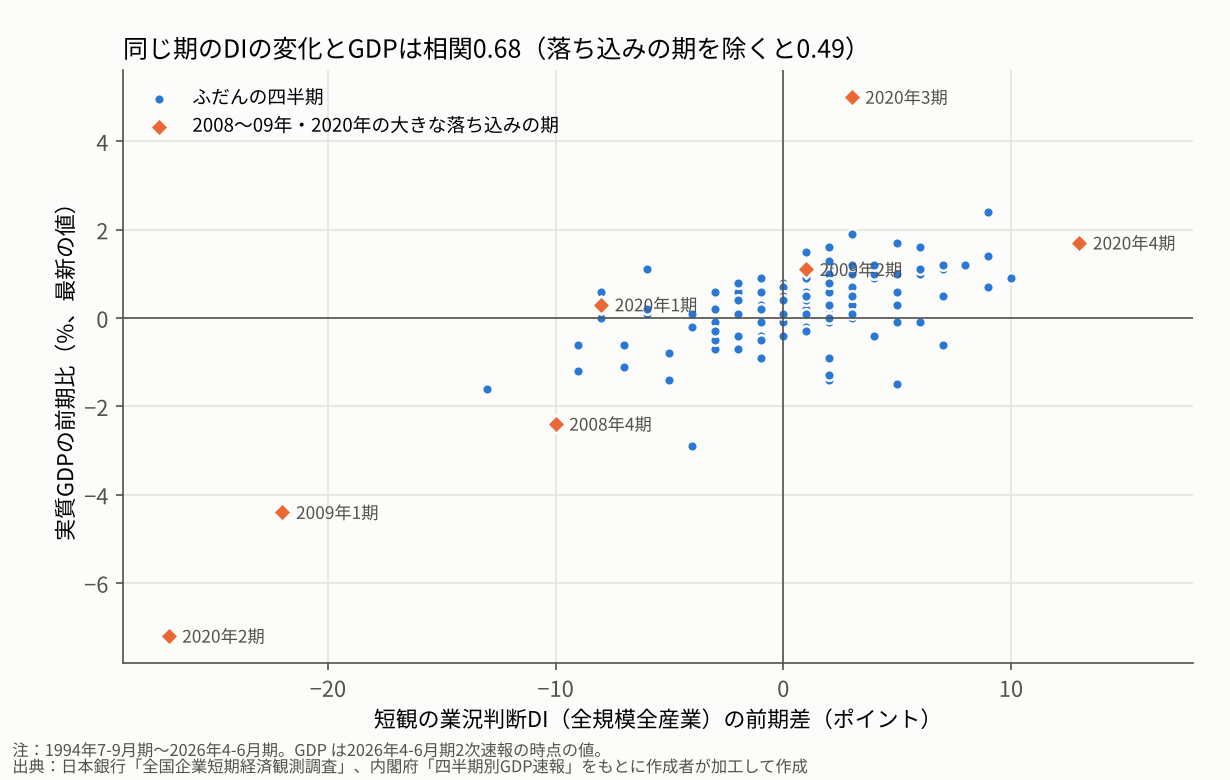 同じ期のDIの変化とGDPは相関0.68（落ち込みの期を除くと0.49）
ふだんの四半期
2008〜09年・2020年の大きな落ち込みの期
2020年3期
2020年4期
2009年2期
2020年1期
2008年4期
2009年1期
2020年2期
実質GDPの前期比（%、最新の値）
4
2
0
−2
−4
−6
−20
−10
0
10
短観の業況判断DI（全規模全産業）の前期差（ポイント）
注：1994年7-9月期〜2026年4-6月期。GDP は2026年4-6月期2次速報の時点の値。
出典：日本銀行「全国企業短期経済観測調査」、内閣府「四半期別GDP速報」をもとに作成者が加工して作成